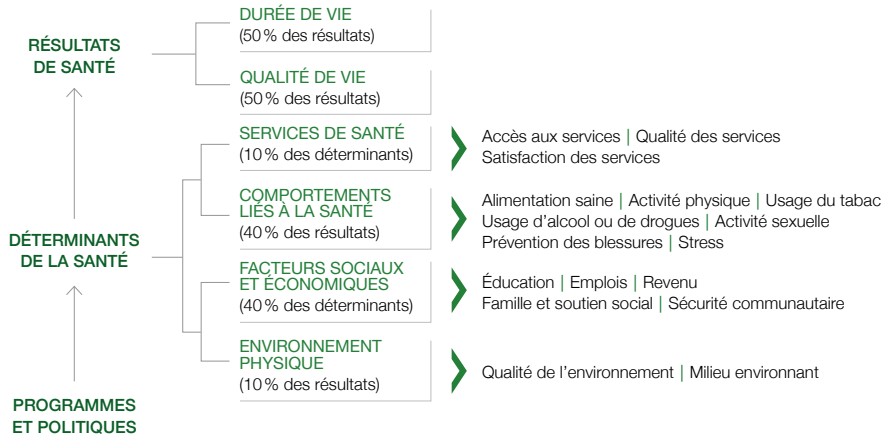 RÉSULTATS
DE SANTÉ
DURÉE DE VIE
(50 % des résultats)
QUALITÉ DE VIE
(50 % des résultats)
DÉTERMINANTS
DE LA SANTÉ
SERVICES DE SANTÉ
(10 % des déterminants)
Accès aux services | Qualité des services
Satisfaction des services
COMPORTEMENTS
LIÉS À LA SANTÉ
(40 % des résultats)
Alimentation saine | Activité physique | Usage du tabac
Usage d’alcool ou de drogues | Activité sexuelle
Prévention des blessures | Stress
FACTEURS SOCIAUX
ET ÉCONOMIQUES
(40 % des déterminants)
Éducation | Emplois | Revenu
Famille et soutien social | Sécurité communautaire
ENVIRONNEMENT
PHYSIQUE
(10 % des résultats)
Qualité de l’environnement | Milieu environnant
PROGRAMMES
ET POLITIQUES